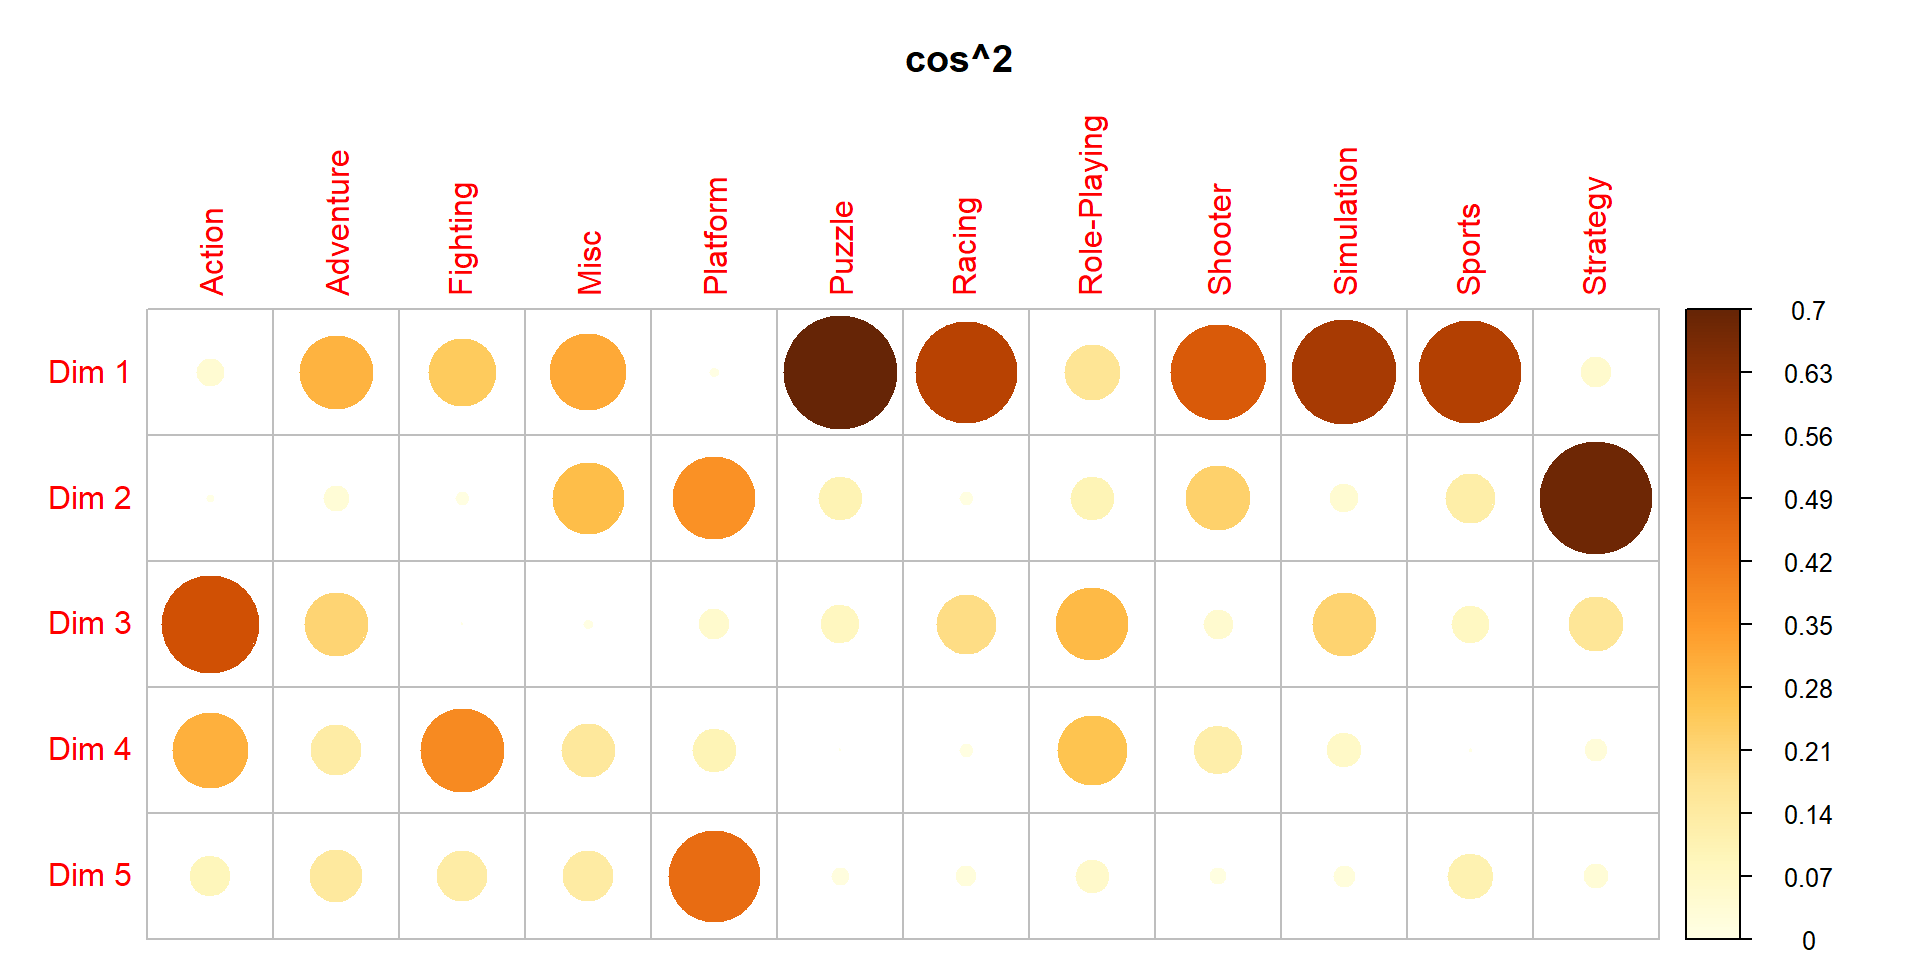 cos^2
Action
Adventure
Fighting
Misc
Platform
Puzzle
Racing
Role-Playing
Shooter
Simulation
Sports
Strategy
Dim 1
Dim 2
Dim 3
Dim 4
Dim 5
0.7
0.63
0.56
0.49
0.42
0.35
0.28
0.21
0.14
0.07
0